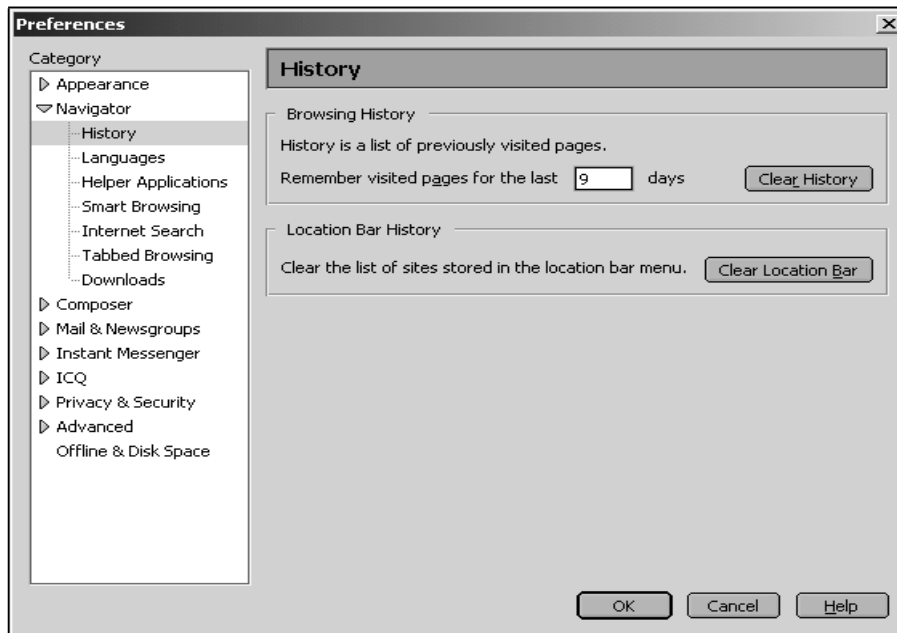 Preferences
Category
Appearance
Navigator
History
Languages
Helper Applications
Smart Browsing
Internet Search
Tabbed Browsing
Downloads
Composer
Mail & Newsgroups
Instant Messenger
ICQ
Privacy & Security
Advanced
Offline & Disk Space
History
Browsing History
History is a list of previously visited pages.
Remember visited pages for the last 9 days Clear History
Location Bar History
Clear the list of sites stored in the location bar menu. Clear Location Bar
OK Cancel Help